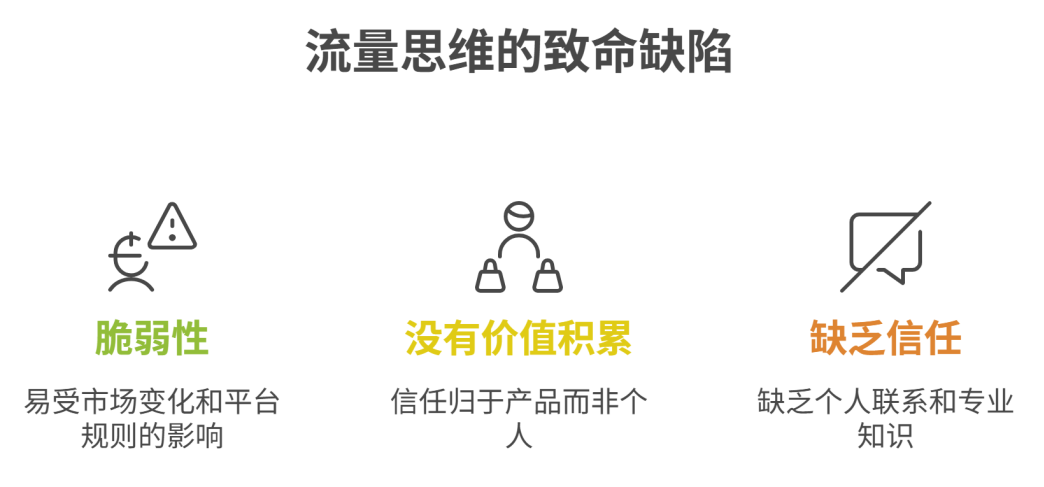 流量思维的致命缺陷
脆弱性
易受市场变化和平台
规则的影响
没有价值积累
信任归于产品而非个
人
缺乏信任
缺乏个人联系和专业
知识